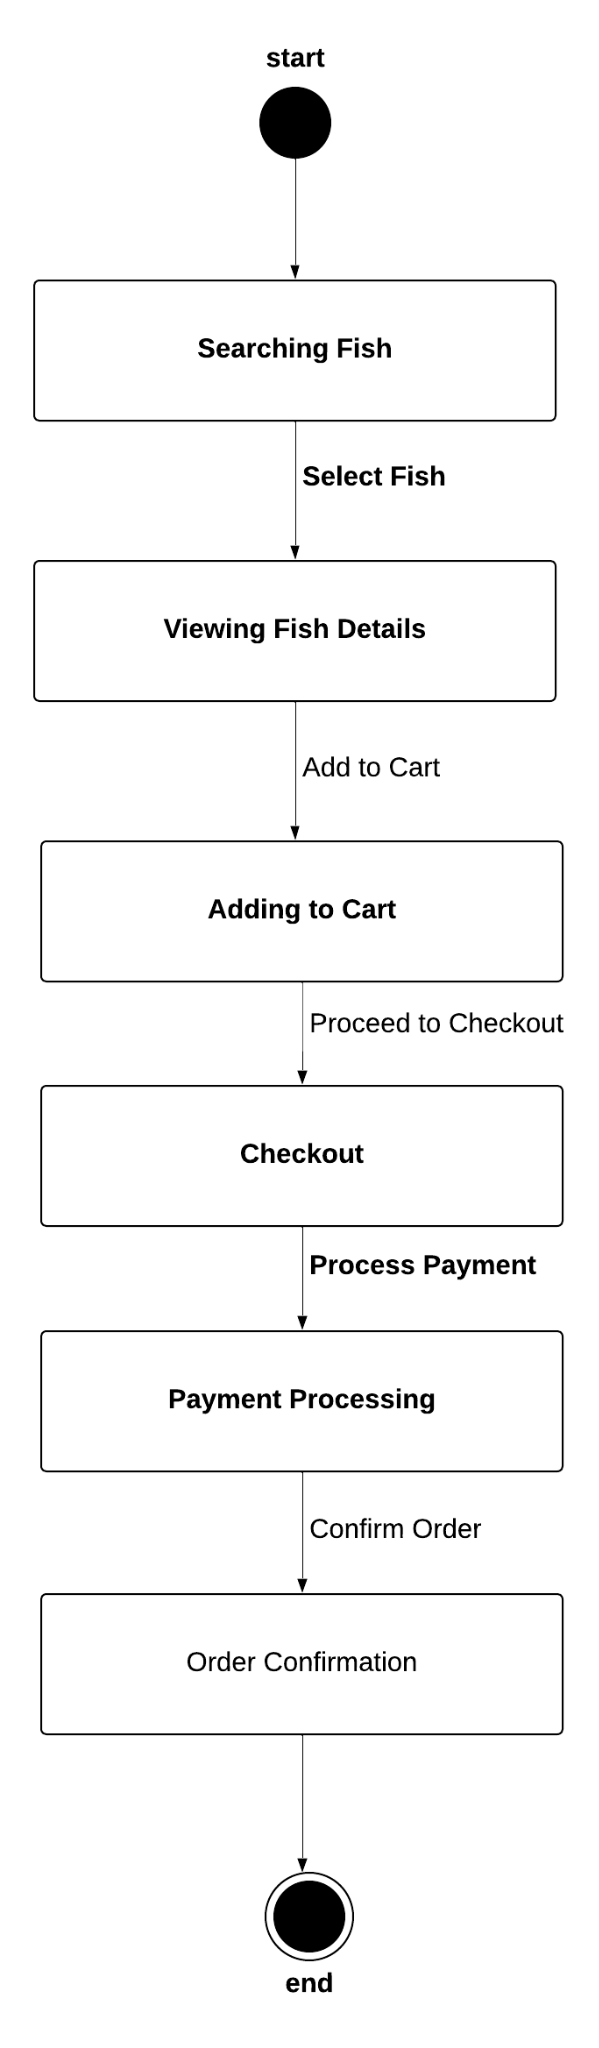 start
Searching Fish
Select Fish
Viewing Fish Details
Add to Cart
Adding to Cart
Proceed to Checkout
Checkout
Process Payment
Payment Processing
Confirm Order
Order Confirmation
end